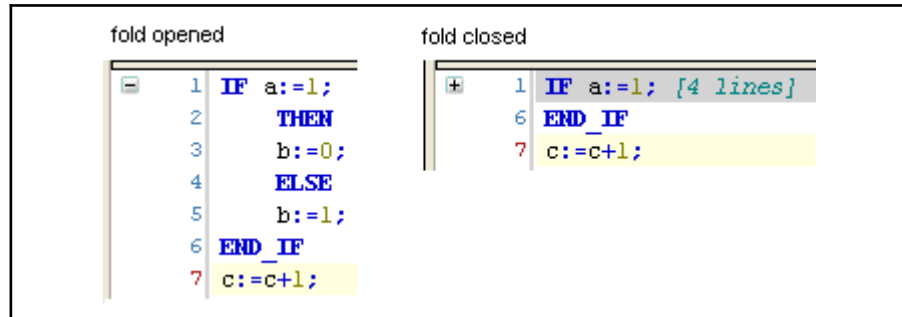 fold opened
1 IF a:=1;
2 THEN
3 b:=0;
4 ELSE
5 b:=1;
6 END_IF
7 c:=c+1;
fold closed
1 IF a:=1; [4 lines]
6 END_IF
7 c:=c+1;